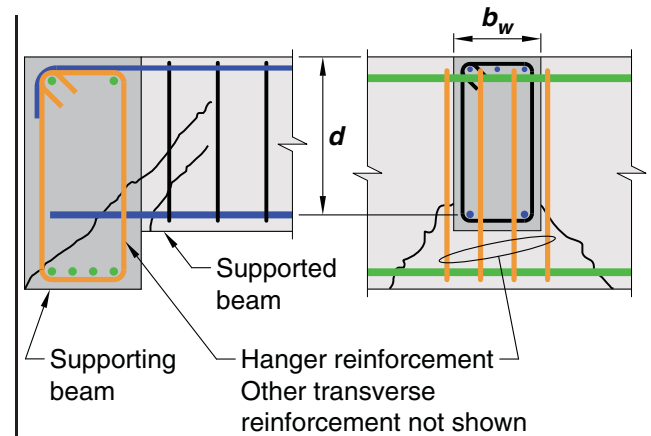 b_w
d
Supported
beam
Supporting
beam
Hanger reinforcement
Other transverse
reinforcement not shown